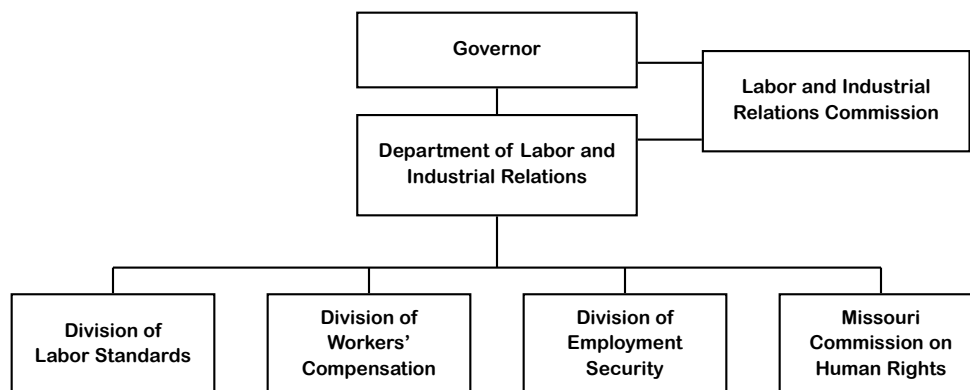 Governor
Labor and Industrial
Relations Commission
Department of Labor and
Industrial Relations
Division of
Labor Standards
Division of
Workers’
Compensation
Division of
Employment
Security
Missouri
Commission on
Human Rights